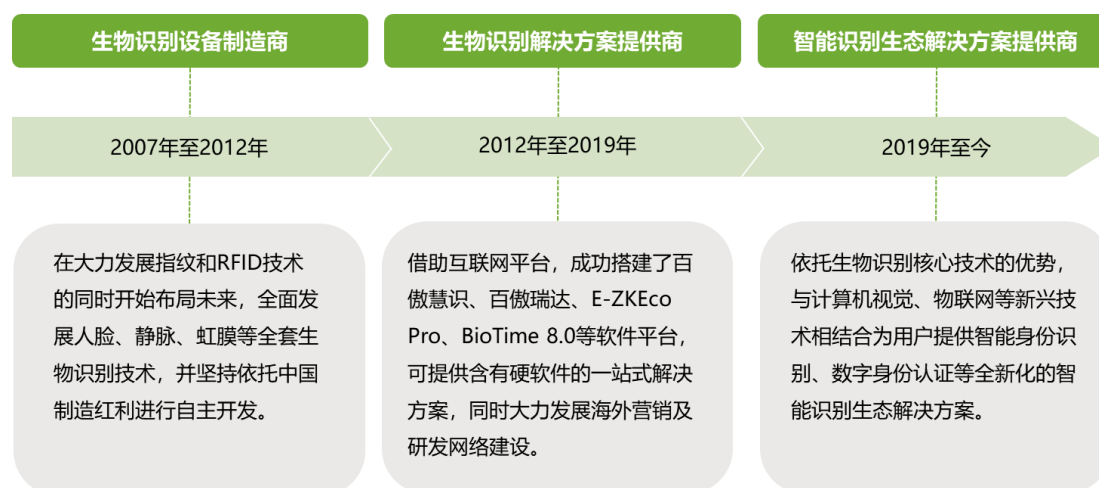 生物识别设备制造商
生物识别解决方案提供商
智能识别生态解决方案提供商
2007年至2012年
2012年至2019年
2019年至今
在大力发展指纹和RFID技术
的同时开始布局未来，全面发
展人脸、静脉、虹膜等全套生
物识别技术，并坚持依托中国
制造红利进行自主开发。
借助互联网平台，成功搭建了百
傲慧识、百傲瑞达、E-ZKEco
Pro、BioTime 8.0等软件平台，
可提供含有硬软件的一站式解决
方案，同时大力发展海外营销及
研发网络建设。
依托生物识别核心技术的优势，
与计算机视觉、物联网等新兴技
术相结合为用户提供智能身份识
别、数字身份认证等全新化的智
能识别生态解决方案。